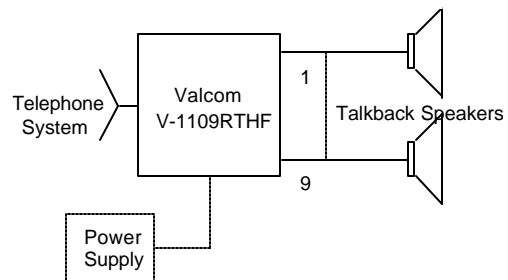 Telephone
System
Valcom
V-1109RTHF
1
Talkback Speakers
9
Power
Supply